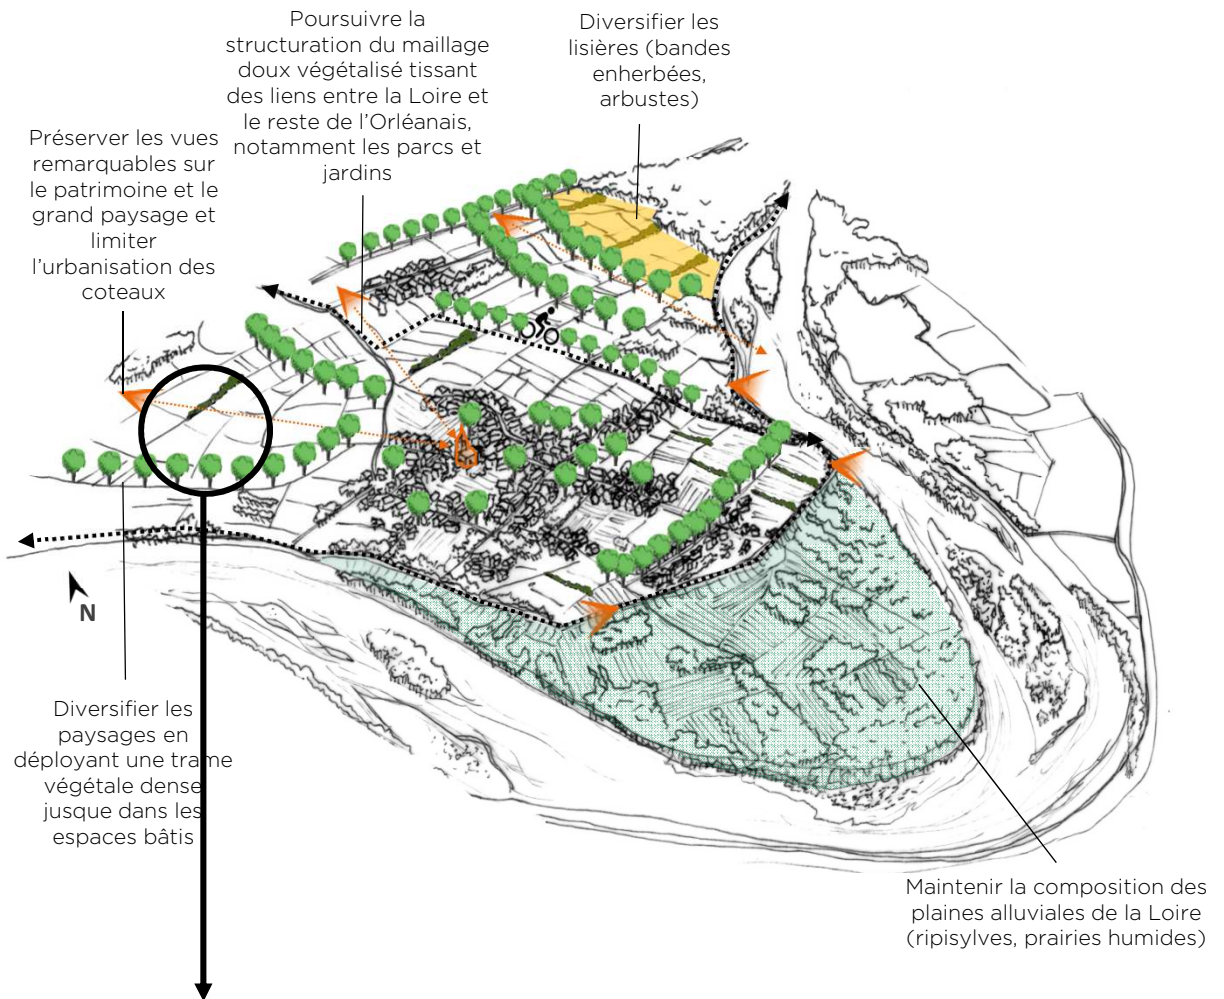 Poursuivre la
structuration du maillage
doux végétalisé tissant
des liens entre la Loire et
le reste de l’Orléanais,
notamment les parcs et
jardins
Diversifier les
lisières (bandes
enherbées,
arbustes)
Préserver les vues
remarquables sur
le patrimoine et le
grand paysage et
limiter
l’urbanisation des
coteaux
N
Diversifier les
paysages en
déployant une trame
végétale dense
jusque dans les
espaces bâtis
Maintenir la composition des
plaines alluviales de la Loire
(ripisylves, prairies humides)